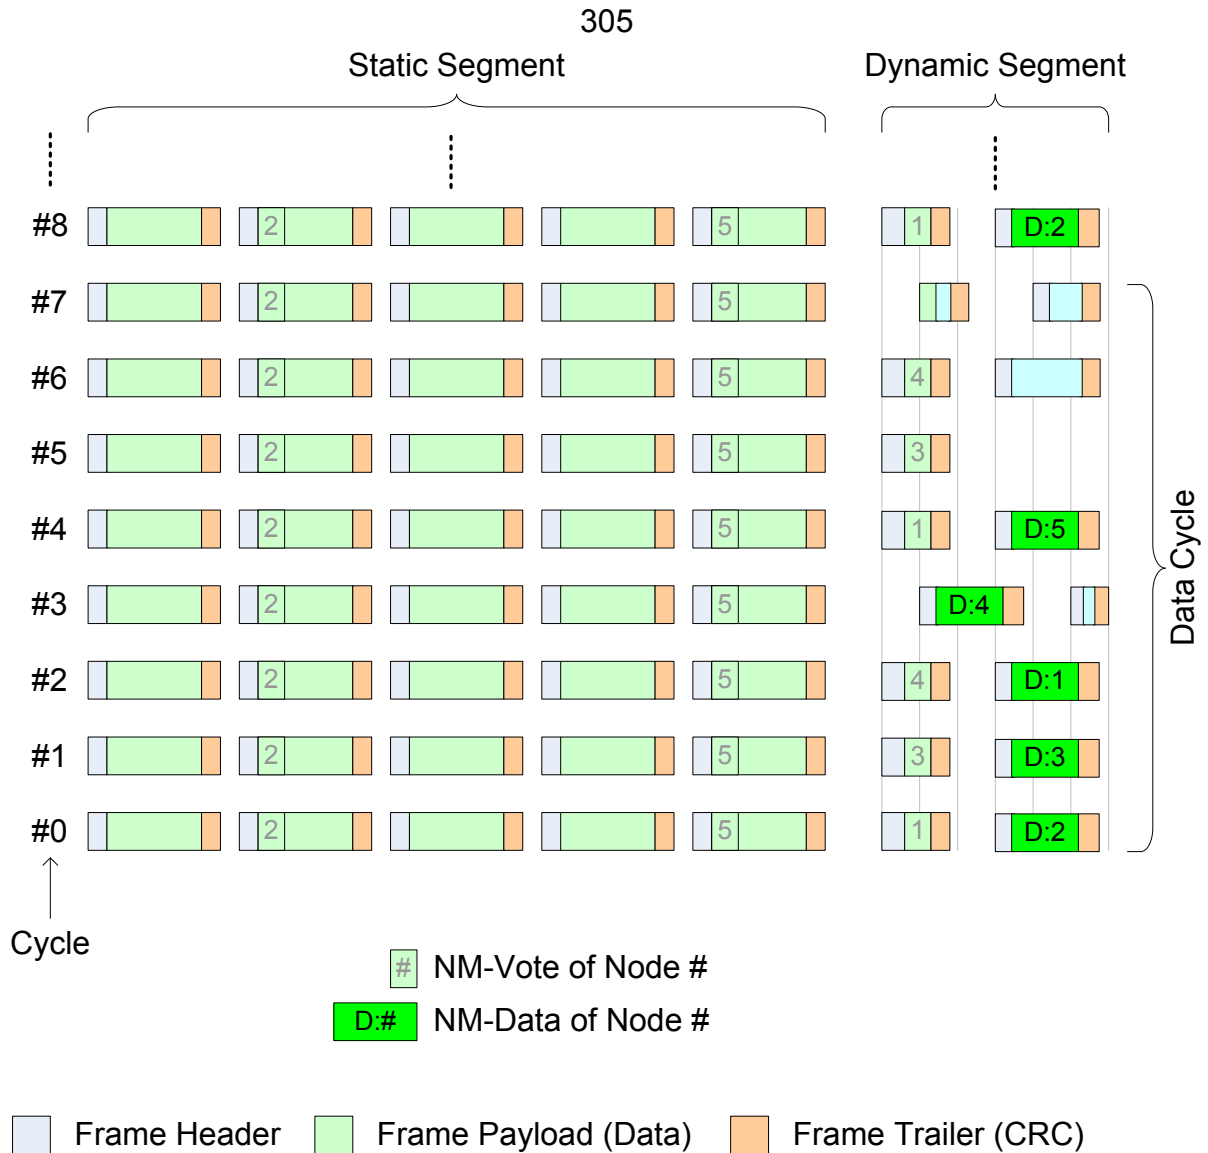 305
Static Segment Dynamic Segment
#8 2 5 1 D:2
#7 2 5
#6 2 5 4
#5 2 5 3
#4 2 5 1 D:5
#3 2 5 D:4
#2 2 5 4 D:1
#1 2 5 3 D:3
#0 2 5 1 D:2
Data Cycle
Cycle
# NM-Vote of Node #
D:# NM-Data of Node #
Frame Header Frame Payload (Data) Frame Trailer (CRC)